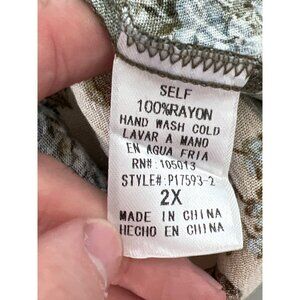 SELF
100%RAYON
HAND WASH COLD
LAVAR A MANO
EN AGUA FRIA
RN#: 105013
STYLE#: P17593-2
2X
MADE IN CHINA
HECHO EN CHINA